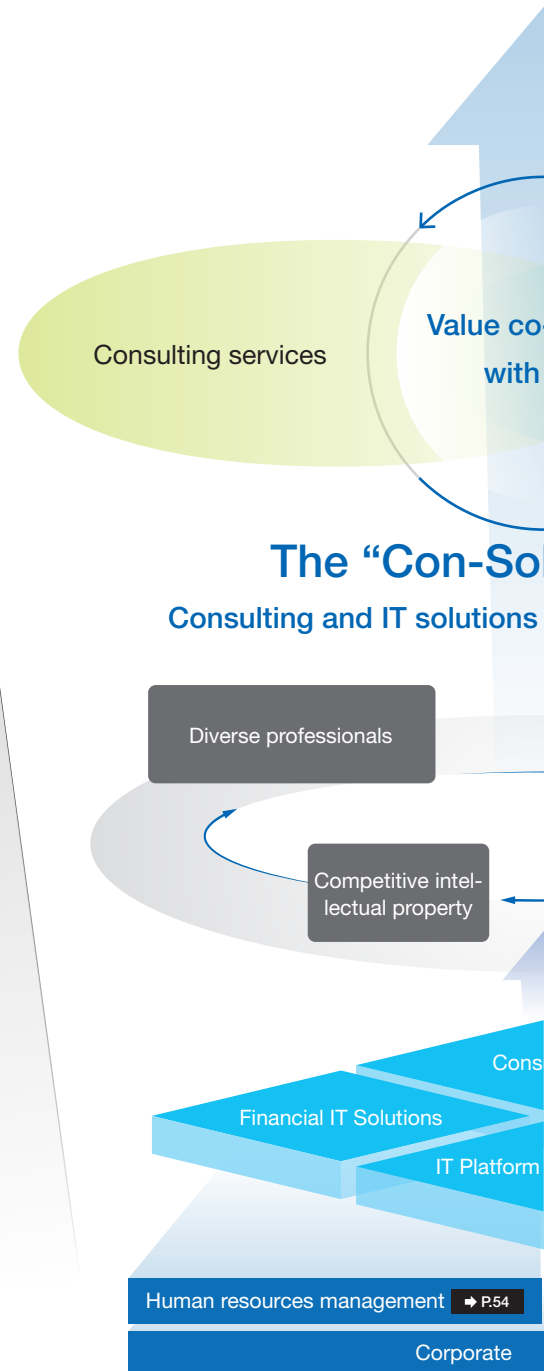 Value co-
Consulting services
with
The “Con-Sol
Consulting and IT solutions
Diverse professionals
Competitive intel-
lectual property
Cons
Financial IT Solutions
IT Platform
Human resources management ➡ P.54
Corporate